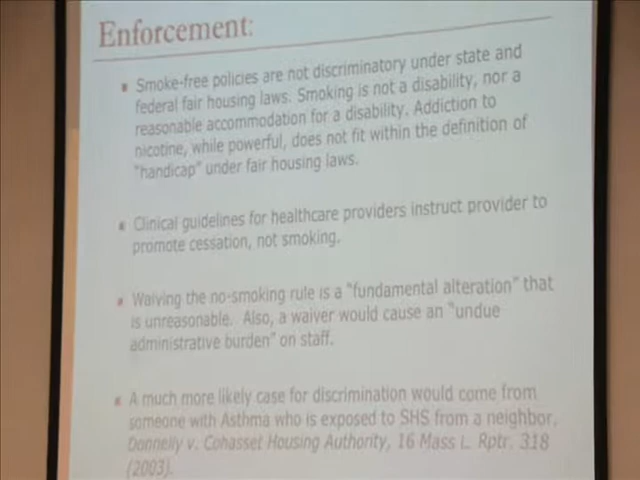 Enforcement:
Smoke-free policies are not discriminatory under state and
federal fair housing laws. Smoking is not a disability, nor a
reasonable accommodation for a disability. Addiction to
nicotine, while powerful, does not fit within the definition of
"handicap" under fair housing laws.
Clinical guidelines for healthcare providers instruct provider to
promote cessation, not smoking.
Waiving the no-smoking rule is a "fundamental alteration" that
is unreasonable. Also, a waiver would cause an "undue
administrative burden" on staff.
A much more likely case for discrimination would come from
someone with Asthma who is exposed to SHS from a neighbor,
Donnelly v. Cohasset Housing Authority, 16 Mass L. Rptr. 318
(2003).